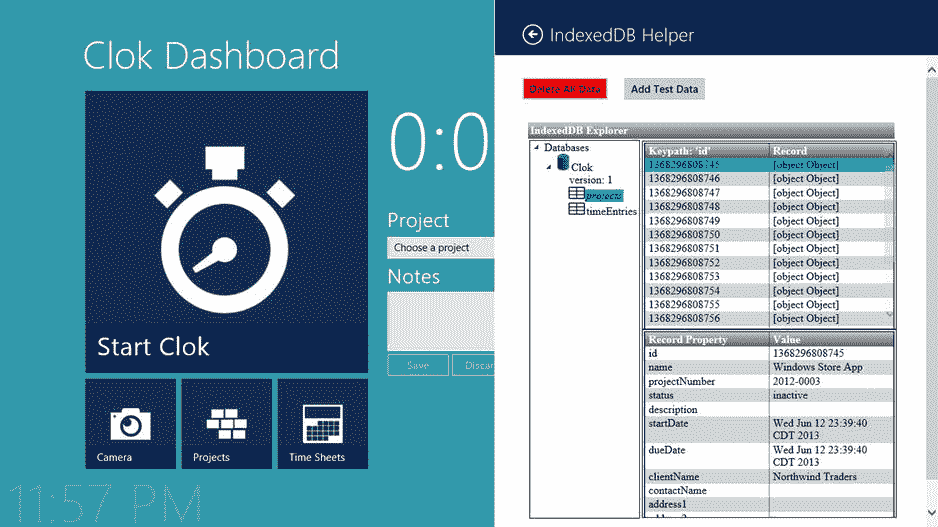 Clok Dashboard
Start Clok
Camera
Projects
Time Sheets
11:57 PM
0:0
Project
Choose a project
Notes
Save
Discar
IndexedDB Helper
Delete All Data
Add Test Data
IndexedDB Explorer
Databases
Clok
version: 1
projects
timeEntries
Keypath: 'id' Record
1368296808745 [object Object]
1368296808746 [object Object]
1368296808747 [object Object]
1368296808748 [object Object]
1368296808749 [object Object]
1368296808750 [object Object]
1368296808751 [object Object]
1368296808752 [object Object]
1368296808753 [object Object]
1368296808754 [object Object]
1368296808755 [object Object]
1368296808756 [object Object]
Record Property Value
id 1368296808745
name Windows Store App
projectNumber 2012-0003
status inactive
description
startDate Wed Jun 12 23:39:40
CDT 2013
dueDate Wed Jun 12 23:39:40
CDT 2013
clientName Northwind Traders
contactName
address1